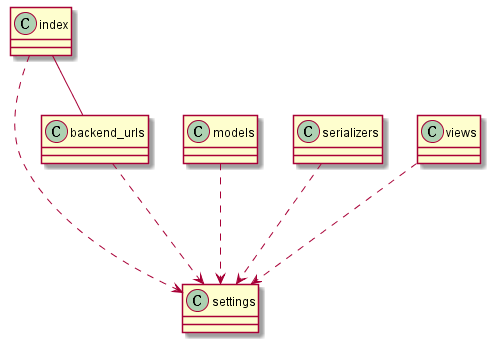 C index
C backend_urls
C models
C serializers
C views
C settings